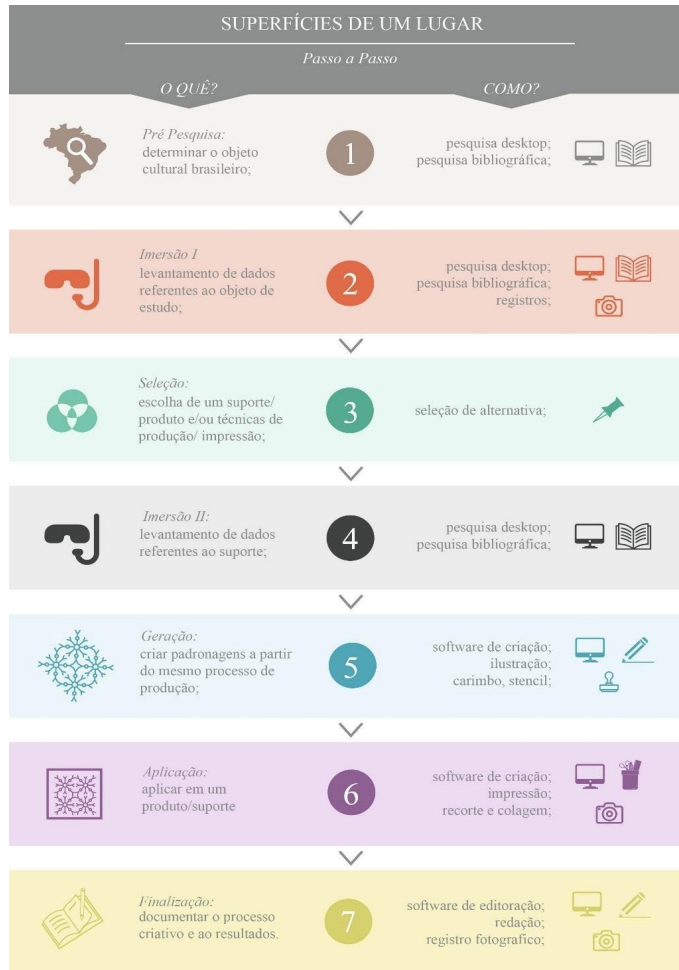 SUPERFÍCIES DE UM LUGAR
Passo a Passo
O QUÊ?
COMO?
Pré Pesquisa:
determinar o objeto
cultural brasileiro;
1
pesquisa desktop;
pesquisa bibliográfica;
Imersão I
levantamento de dados
referentes ao objeto de
estudo;
2
pesquisa desktop;
pesquisa bibliográfica;
registros;
Seleção:
escolha de um suporte/
produto e/ou técnicas de
produção/ impressão;
3
seleção de alternativa;
Imersão II:
levantamento de dados
referentes ao suporte;
4
pesquisa desktop;
pesquisa bibliográfica;
Geração:
criar padronagens a partir
do mesmo processo de
produção;
5
software de criação;
ilustração;
carimbo, stencil;
Aplicação:
aplicar em um
produto/suporte
6
software de criação;
impressão;
recorte e colagem;
Finalização:
documentar o processo
criativo e ao resultados.
7
software de editoração;
redação;
registro fotografico;